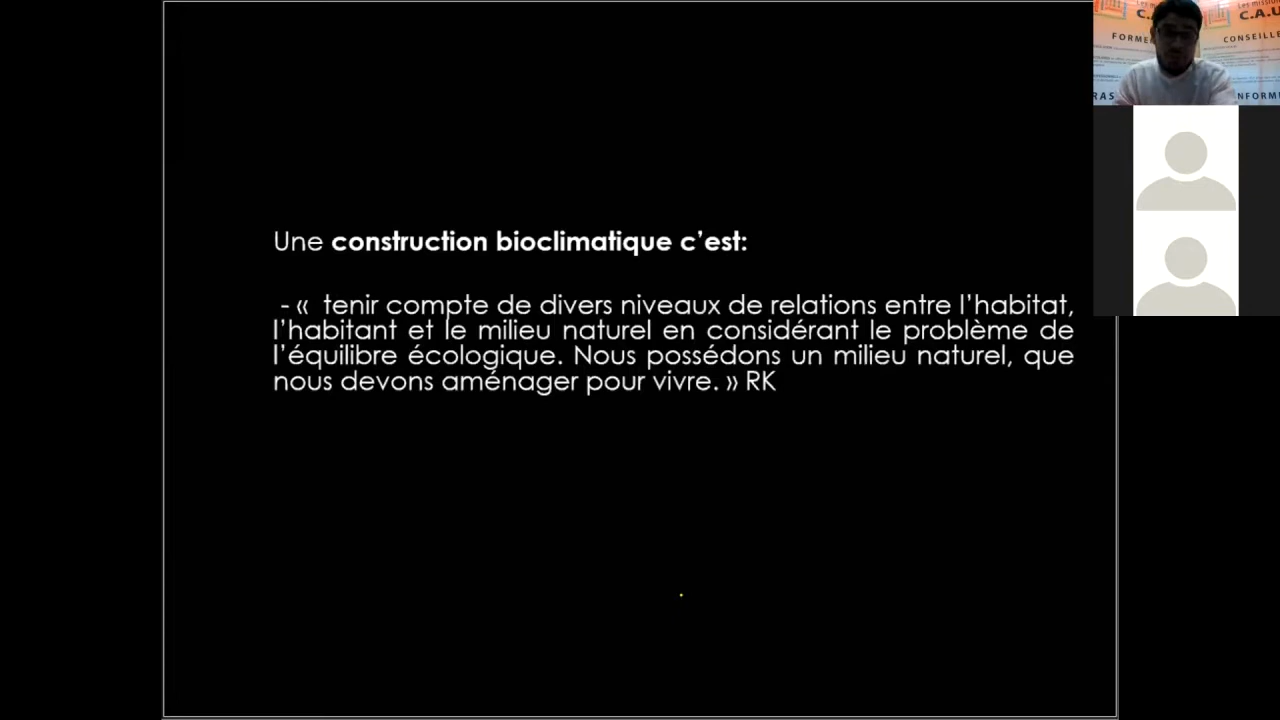 Une construction bioclimatique c’est:
- « tenir compte de divers niveaux de relations entre l’habitat,
l’habitant et le milieu naturel en considérant le problème de
l’équilibre écologique. Nous possédons un milieu naturel, que
nous devons aménager pour vivre. » RK
C.A.U
CONSEILLE
NFORME